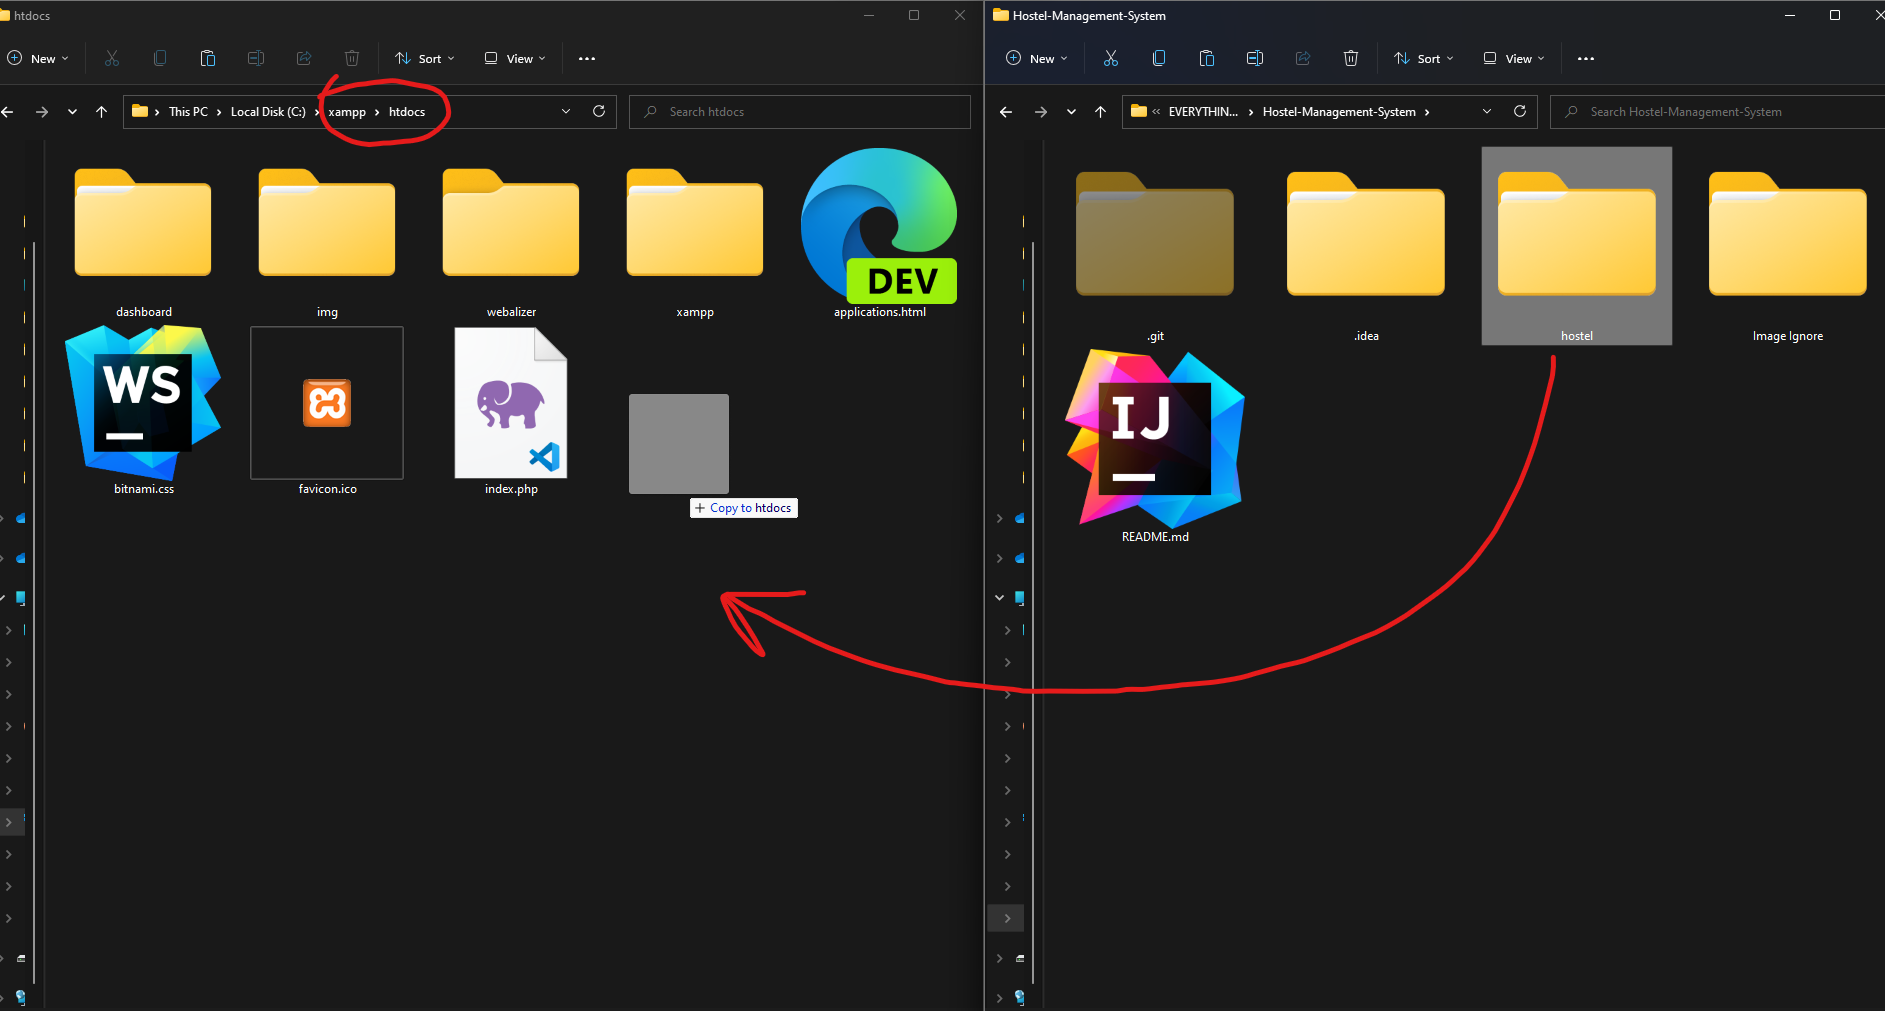 htdocs
New
Sort
View
This PC
Local Disk (C:)
xampp
htdocs
Search htdocs
dashboard
img
webalizer
xampp
DEV
applications.html
WS
bitnami.css
favicon.ico
index.php
+ Copy to htdocs
Hostel-Management-System
New
Sort
View
« EVERYTHIN...
Hostel-Management-System
Search Hostel-Management-System
.git
.idea
hostel
Image Ignore
IJ
README.md